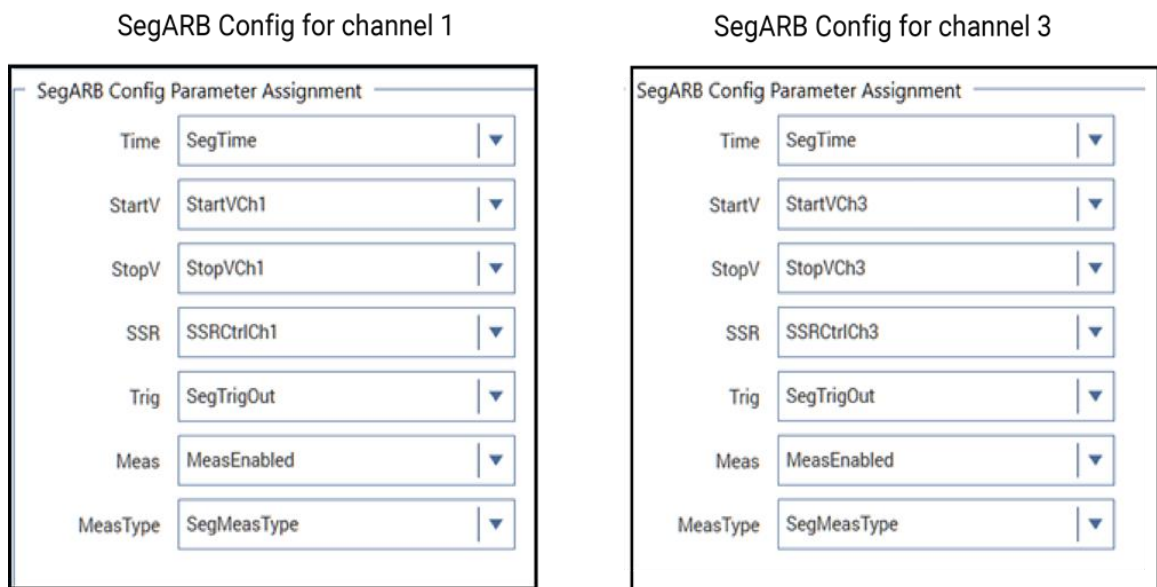 SegARB Config for channel 1
SegARB Config Parameter Assignment
Time SegTime
StartV StartVCh1
StopV StopVCh1
SSR SSRCtrlCh1
Trig SegTrigOut
Meas MeasEnabled
MeasType SegMeasType
SegARB Config for channel 3
SegARB Config Parameter Assignment
Time SegTime
StartV StartVCh3
StopV StopVCh3
SSR SSRCtrlCh3
Trig SegTrigOut
Meas MeasEnabled
MeasType SegMeasType